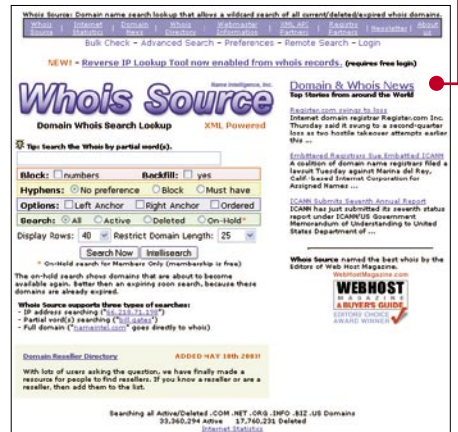 Whois Source: Domain name search lookup that allows a wildcard search of all current/deleted/expired whois domains.
Whois Source | Internet Statistics | Domain News | Whois Directory | Webmaster Information | XML API Partners | Registry Partners | Newsletter | About us
Bulk Check - Advanced Search - Preferences - Remote Search - Login
NEW! - Reverse IP Lookup Tool now enabled from whois records. (requires free login)
Name Intelligence, Inc.
Whois Source
Domain Whois Search Lookup XML Powered
Tip: Search the Whois by partial word(s).
Block: numbers Backfill: yes
Hyphens: No preference Block Must have
Options: Left Anchor Right Anchor Ordered
Search: All Active Deleted On-Hold*
Display Rows: 40 Restrict Domain Length: 25
Search Now Intellisearch
* On-Hold search for Members Only (membership is free)
The on-hold search shows domains that are about to become
available again. Better then an expiring soon search, because these
domains are already expired.
Whois Source supports three types of searches:
- IP address searching ("66.219.71.198")
- Partial word(s) searching ("bill gates")
- Full domain ("nameintel.com" goes directly to whois)
Domain Reseller Directory ADDED MAY 10th 2003!
With lots of users asking the question, we have finally made a
resource for people to find resellers. If you know a reseller or are a
reseller, then add them to the list.
Domain & Whois News
Top Stories from around the World
Register.com swings to loss
Internet domain registrar Register.com Inc.
Thursday said it swung to a second-quarter
loss as two hostile takeover attempts earlier
this ...
Embittered Registrars Sue Embattled ICANN
A coalition of domain name registrars filed a
lawsuit Tuesday against Marina del Rey,
Calif.-based Internet Corporation for
Assigned Names ...
ICANN Submits Seventh Annual Report
ICANN has just submitted its seventh status
report under ICANN/US Government
Memorandum of Understanding to United
States Department of ...
Whois Source named the best whois by the
Editors of Web Host Magazine.
WebHostMagazine.com
WEBHOST
MAGAZINE
& BUYER'S GUIDE
EDITORS' CHOICE
AWARD WINNER
Searching all Active/Deleted .COM .NET .ORG .INFO .BIZ .US Domains
33,360,294 Active 17,760,231 Deleted
Internet Statistics